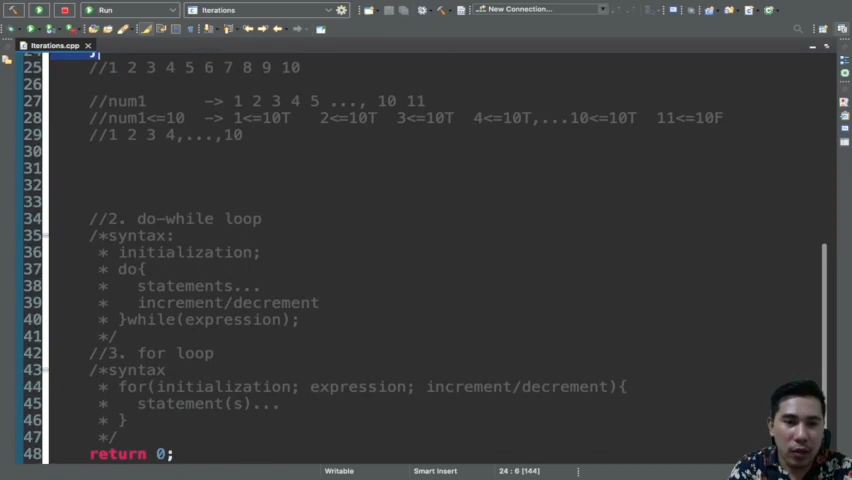 Run
Iterations
New Connection...
Iterations.cpp
24 }
25 //1 2 3 4 5 6 7 8 9 10
26
27 //num1 -> 1 2 3 4 5 ..., 10 11
28 //num1<=10 -> 1<=10T 2<=10T 3<=10T 4<=10T,...10<=10T 11<=10F
29 //1 2 3 4,...,10
30
31
32
33
34 //2. do-while loop
35 /*syntax:
36 * initialization;
37 * do{
38 * statements...
39 * increment/decrement
40 * }while(expression);
41 */
42 //3. for loop
43 /*syntax
44 * for(initialization; expression; increment/decrement){
45 * statement(s)...
46 * }
47 */
48 return 0;
Writable
Smart Insert
24 : 6 [144]